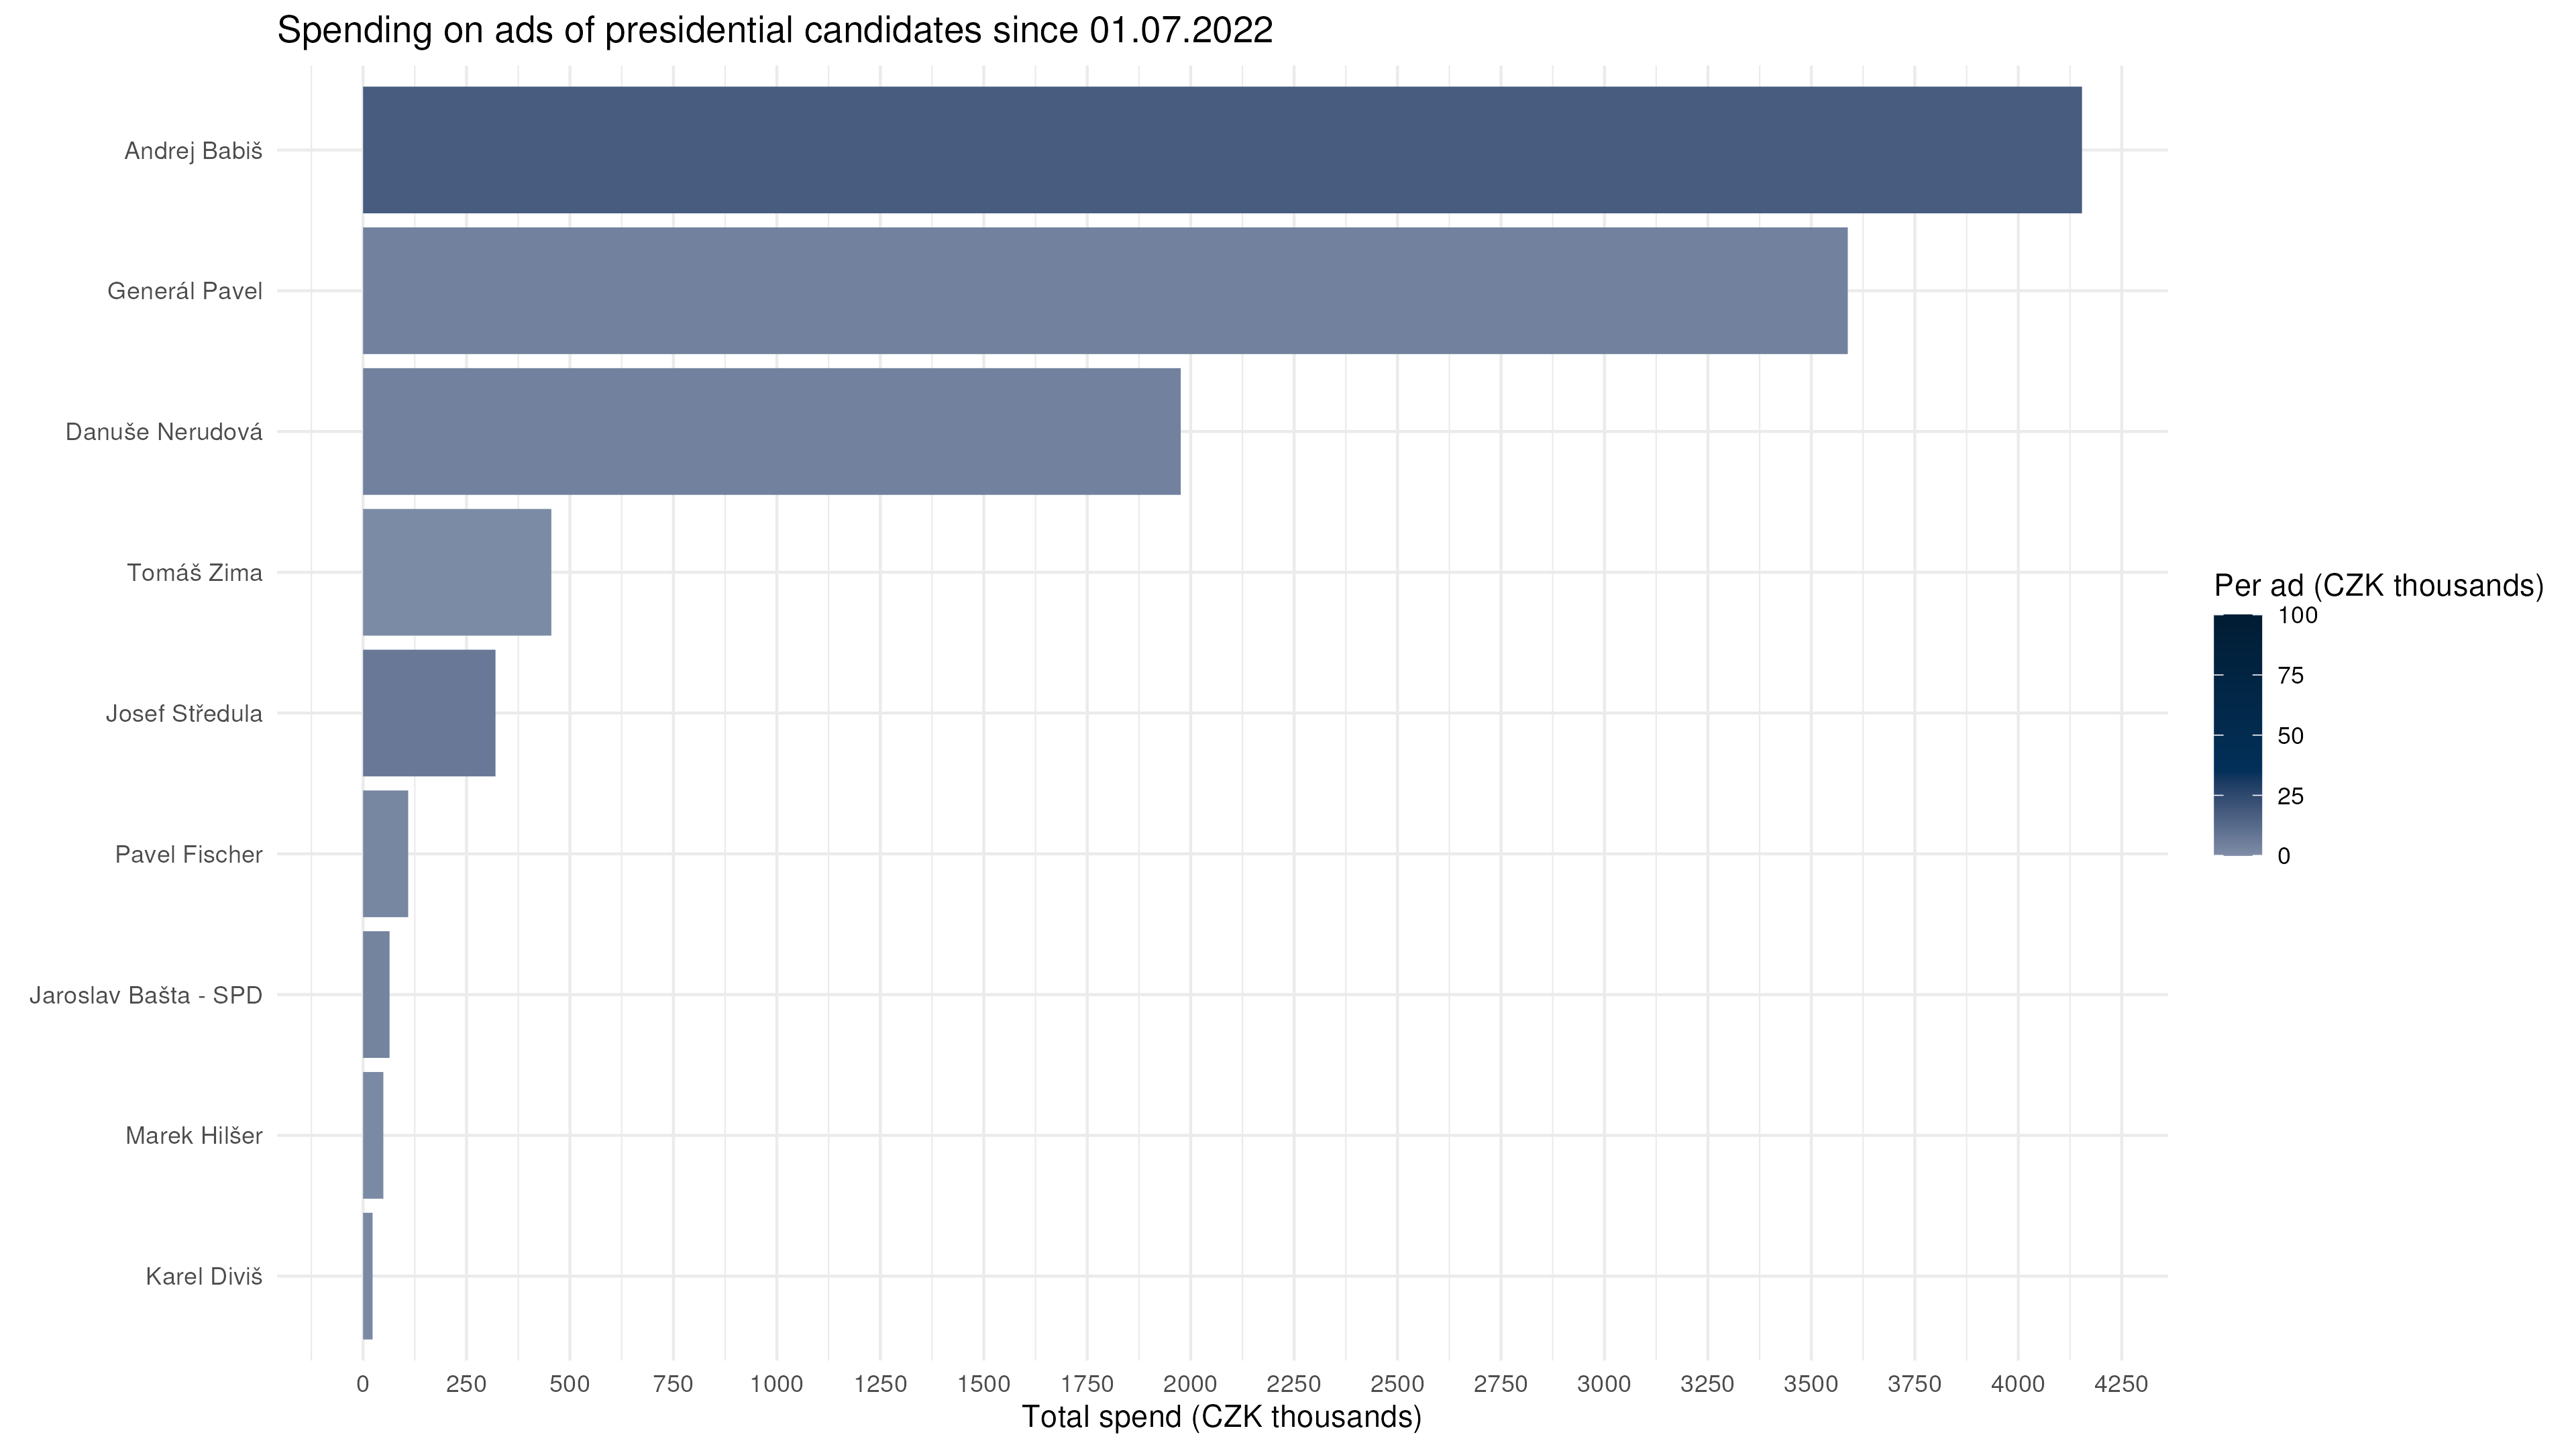 Spending on ads of presidential candidates since 01.07.2022
Andrej Babiš
Generál Pavel
Danuše Nerudová
Tomáš Zima
Josef Středula
Pavel Fischer
Jaroslav Bašta - SPD
Marek Hilšer
Karel Diviš
0 250 500 750 1000 1250 1500 1750 2000 2250 2500 2750 3000 3250 3500 3750 4000 4250
Total spend (CZK thousands)
Per ad (CZK thousands)
100
75
50
25
0